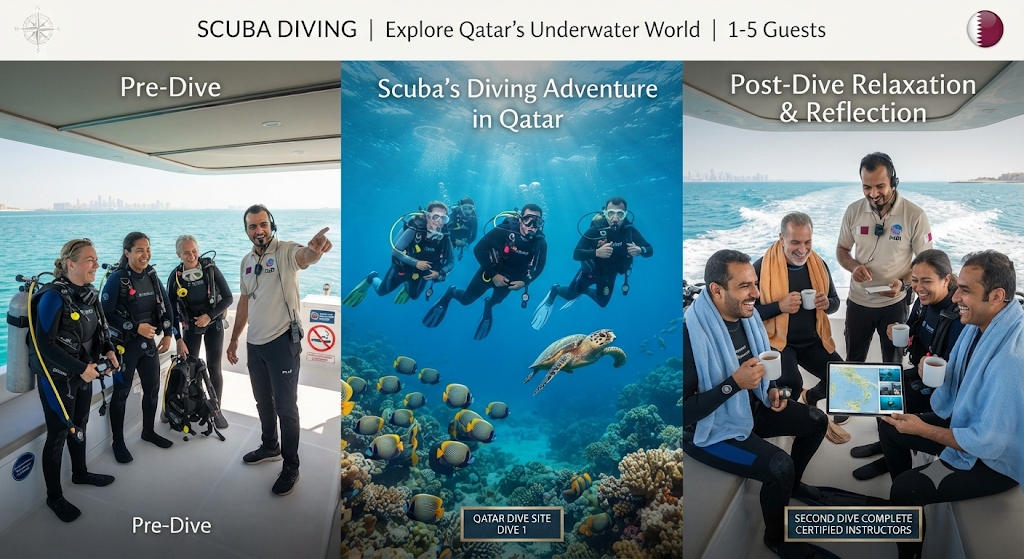 SCUBA DIVING | Explore Qatar's Underwater World | 1-5 Guests
Pre-Dive
Pre-Dive
Scuba's Diving Adventure
in Qatar
QATAR DIVE SITE
DIVE 1
Post-Dive Relaxation
& Reflection
SECOND DIVE COMPLETE
CERTIFIED INSTRUCTORS